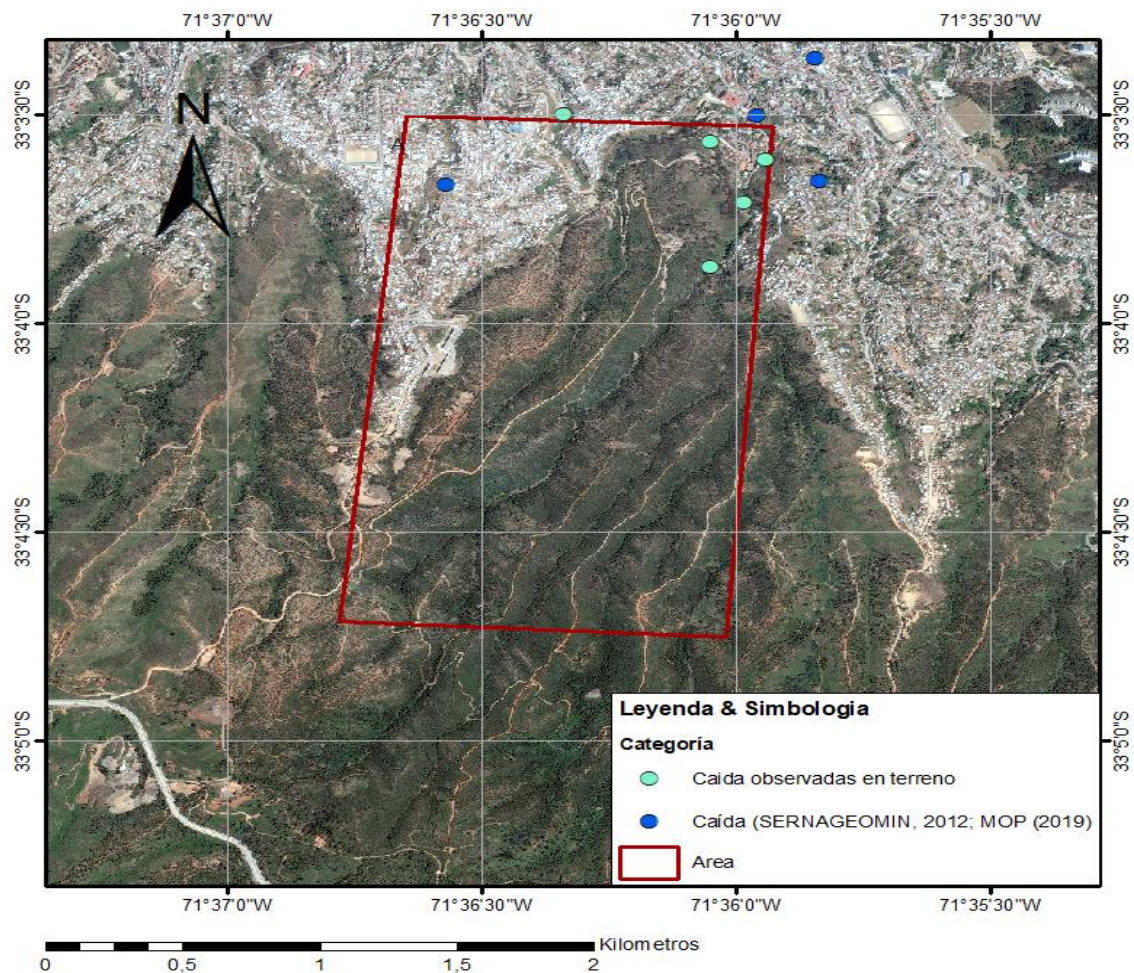 71°37'0"W 71°36'30"W 71°36'0"W 71°35'30"W
N
33°3'30"S 33°3'30"S
33°4'0"S 33°4'0"S
33°4'30"S 33°4'30"S
33°5'0"S 33°5'0"S
Leyenda & Simbologia
Categoría
Caida observadas en terreno
Caída (SERNAGEOMIN, 2012; MOP (2019)
Area
71°37'0"W 71°36'30"W 71°36'0"W 71°35'30"W
Kilometros
0 0,5 1 1,5 2